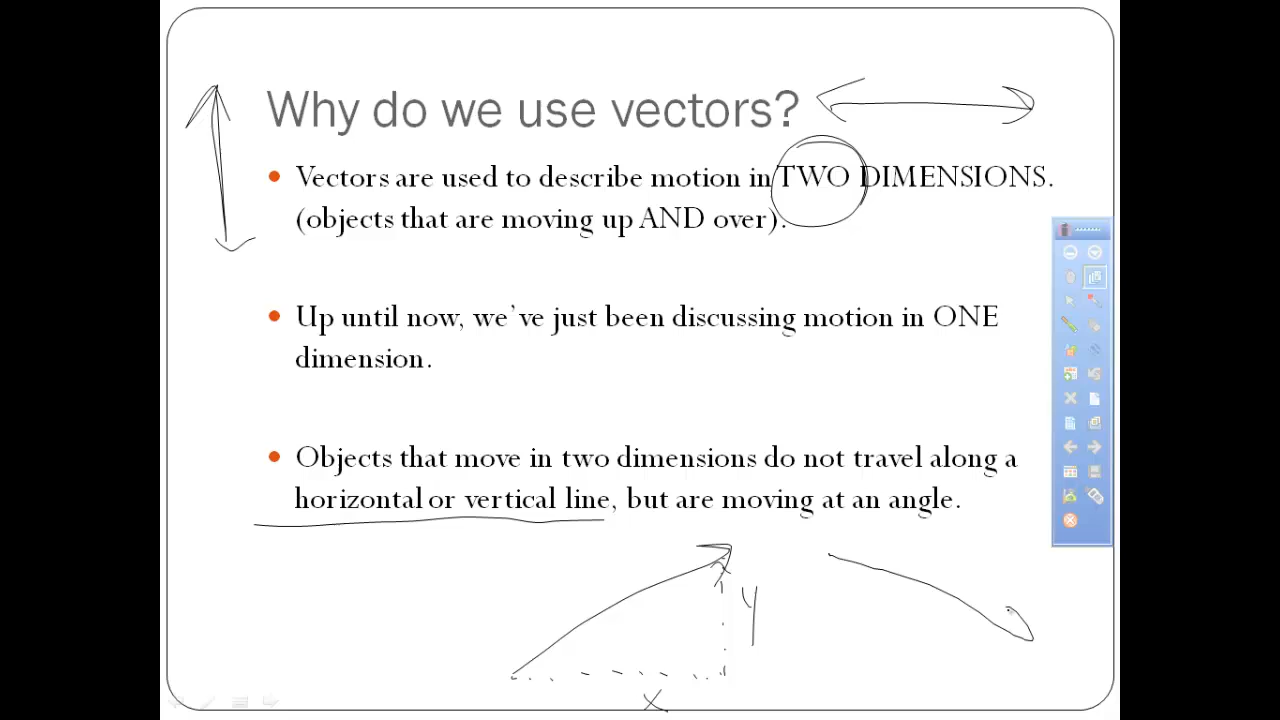 Why do we use vectors?
• Vectors are used to describe motion in TWO DIMENSIONS.
(objects that are moving up AND over).
• Up until now, we've just been discussing motion in ONE
dimension.
• Objects that move in two dimensions do not travel along a
horizontal or vertical line, but are moving at an angle.
y
x